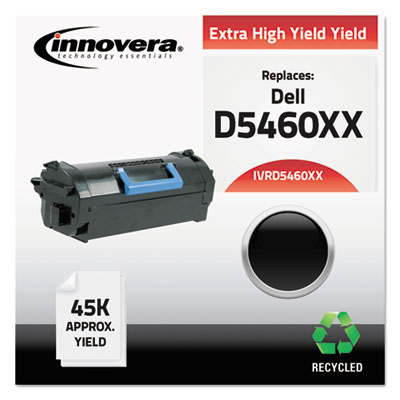 innovera
technology essentials
Extra High Yield Yield
Replaces:
Dell
D5460XX
IVRD5460XX
45K
APPROX.
YIELD
RECYCLED